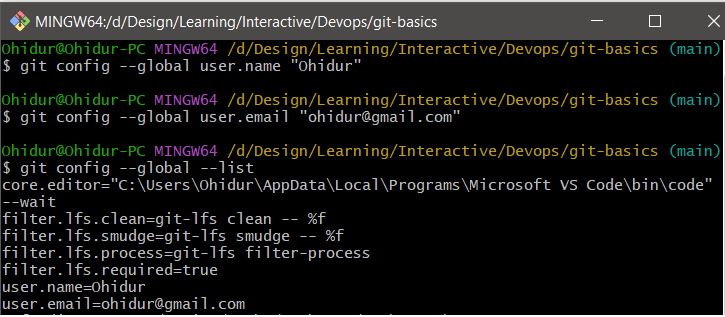 MINGW64:/d/Design/Learning/Interactive/Devops/git-basics
Ohidur@Ohidur-PC MINGW64 /d/Design/Learning/Interactive/Devops/git-basics (main)
$ git config --global user.name "Ohidur"
Ohidur@Ohidur-PC MINGW64 /d/Design/Learning/Interactive/Devops/git-basics (main)
$ git config --global user.email "ohidur@gmail.com"
Ohidur@Ohidur-PC MINGW64 /d/Design/Learning/Interactive/Devops/git-basics (main)
$ git config --global --list
core.editor="C:\Users\Ohidur\AppData\Local\Programs\Microsoft VS Code\bin\code"
--wait
filter.lfs.clean=git-lfs clean -- %f
filter.lfs.smudge=git-lfs smudge -- %f
filter.lfs.process=git-lfs filter-process
filter.lfs.required=true
user.name=Ohidur
user.email=ohidur@gmail.com